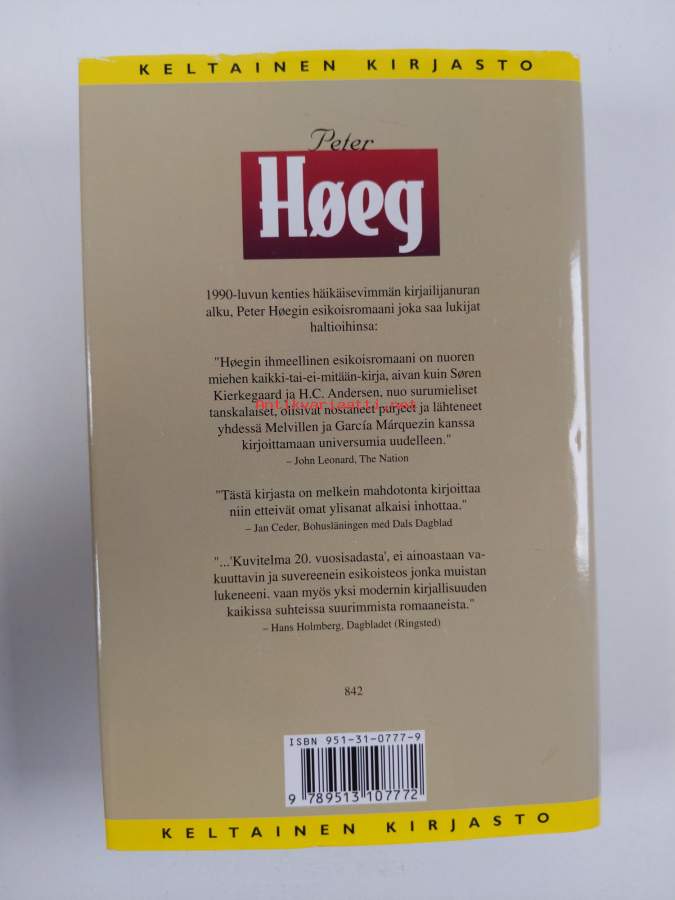 KELTAINEN KIRJASTO
Peter
Høeg
1990-luvun kenties häikäisevimmän kirjailijanuran
alku, Peter Høegin esikoisromaani joka saa lukijat
haltioihinsa:
"Høegin ihmeellinen esikoisromaani on nuoren
miehen kaikki-tai-ei-mitään-kirja, aivan kuin Søren
Kierkegaard ja H.C. Andersen, nuo surumieliset
Antikvariaatti.net
tanskalaiset, olisivat nostaneet purjeet ja lähteneet
yhdessä Melvillen ja García Márquezin kanssa
kirjoittamaan universumia uudelleen."
– John Leonard, The Nation
"Tästä kirjasta on melkein mahdotonta kirjoittaa
niin etteivät omat ylisanat alkaisi inhottaa."
– Jan Ceder, Bohusläningen med Dals Dagblad
"...'Kuvitelma 20. vuosisadasta', ei ainoastaan va-
kuuttavin ja suvereenein esikoisteos jonka muistan
lukeneeni, vaan myös yksi modernin kirjallisuuden
kaikissa suhteissa suurimmista romaaneista."
– Hans Holmberg, Dagbladet (Ringsted)
842
ISBN 951-31-0777-9
9 789513 107772
KELTAINEN KIRJASTO